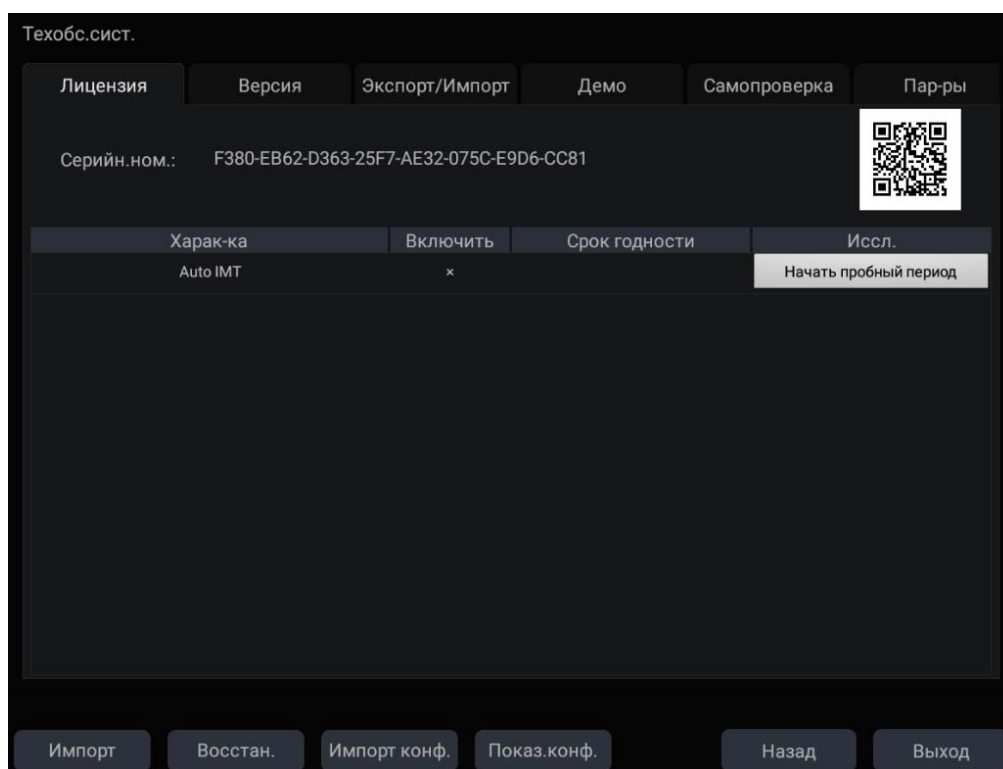 Техобс.сист.
Лицензия Версия Экспорт/Импорт Демо Самопроверка Пар-ры
Серийн.ном.: F380-EB62-D363-25F7-AE32-075C-E9D6-CC81
Харак-ка Включить Срок годности Иссл.
Auto IMT × Начать пробный период
Импорт Восстан. Импорт конф. Показ.конф. Назад Выход